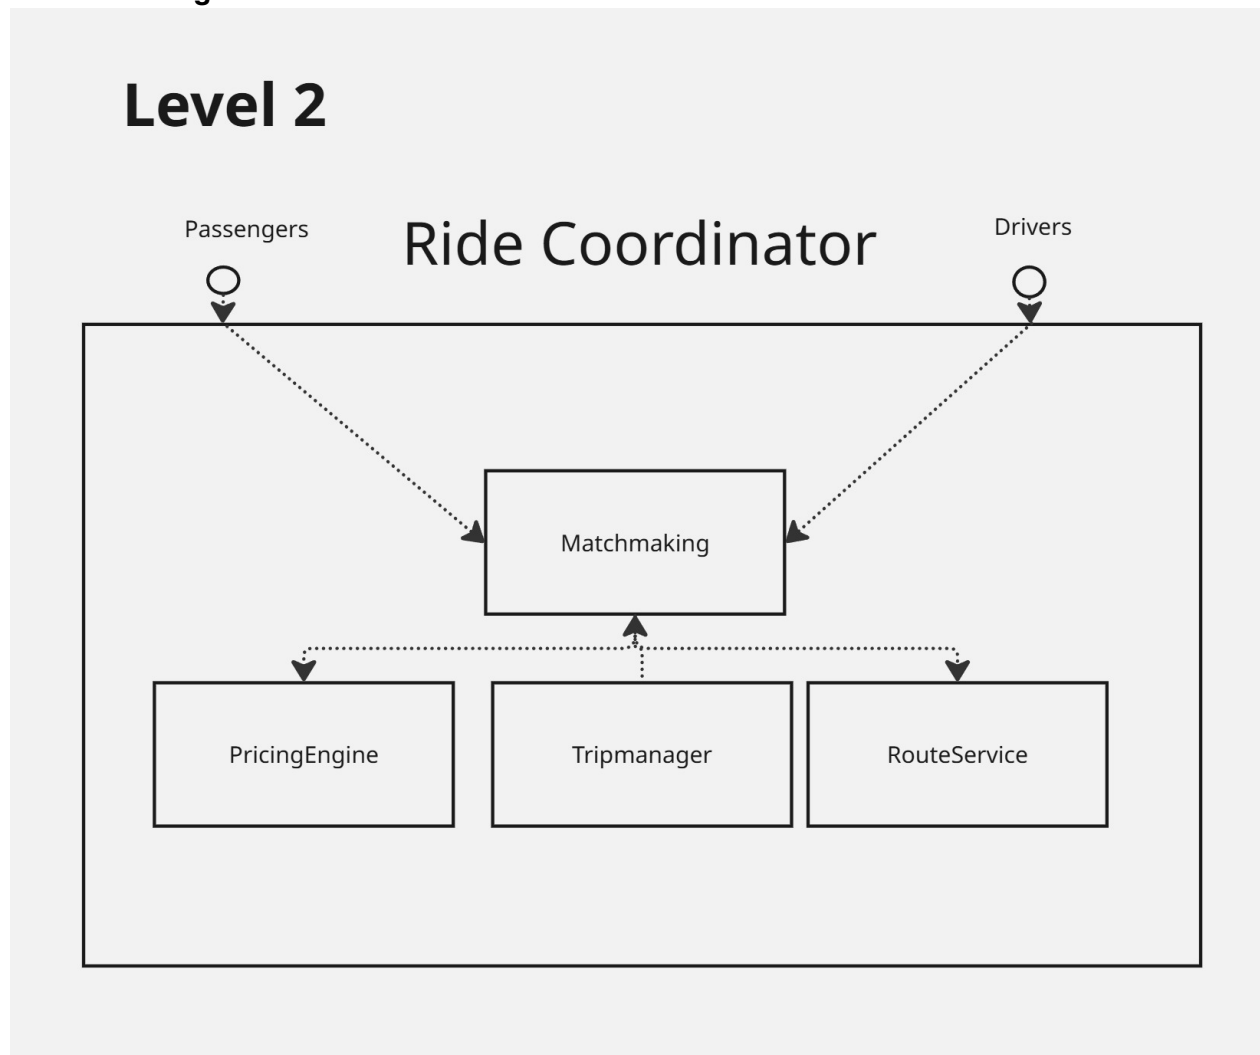 Level 2
Passengers
Ride Coordinator
Drivers
Matchmaking
PricingEngine
Tripmanager
RouteService